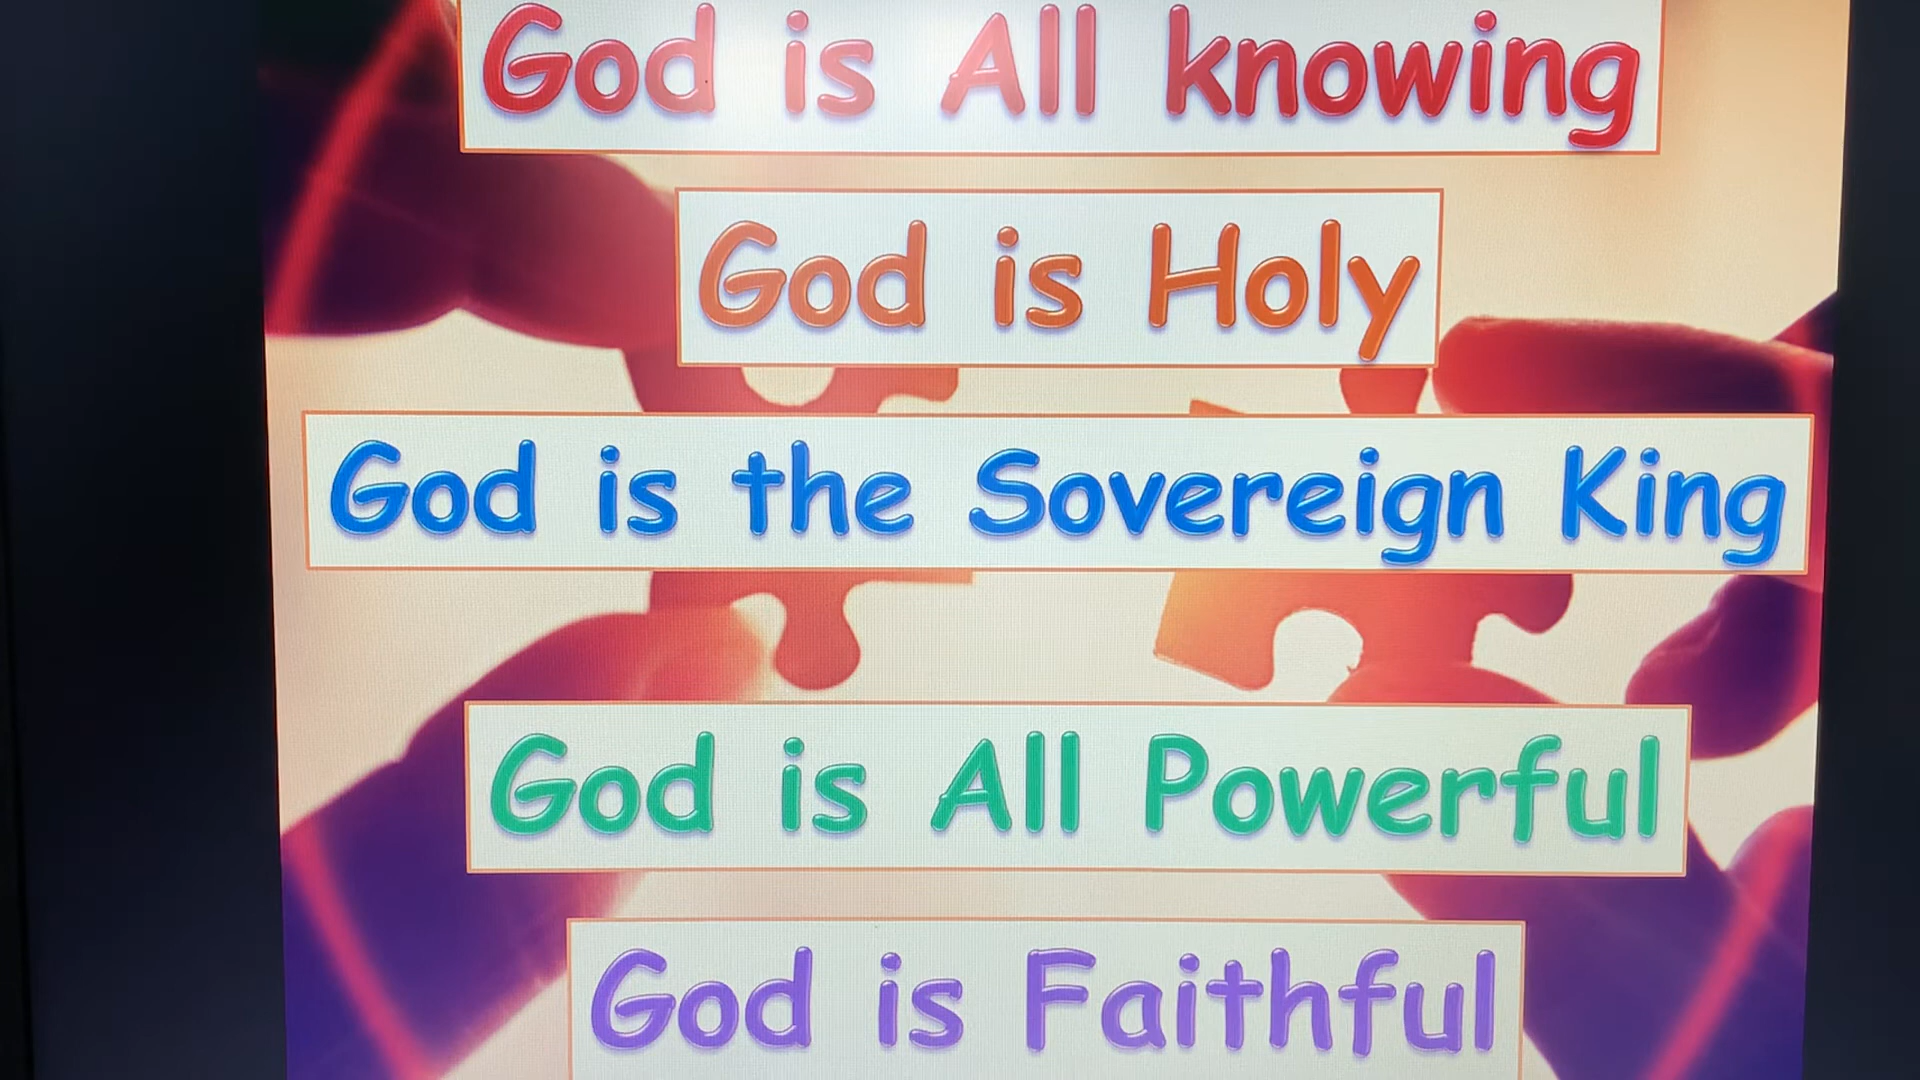 God is All knowing
God is Holy
God is the Sovereign King
God is All Powerful
God is Faithful